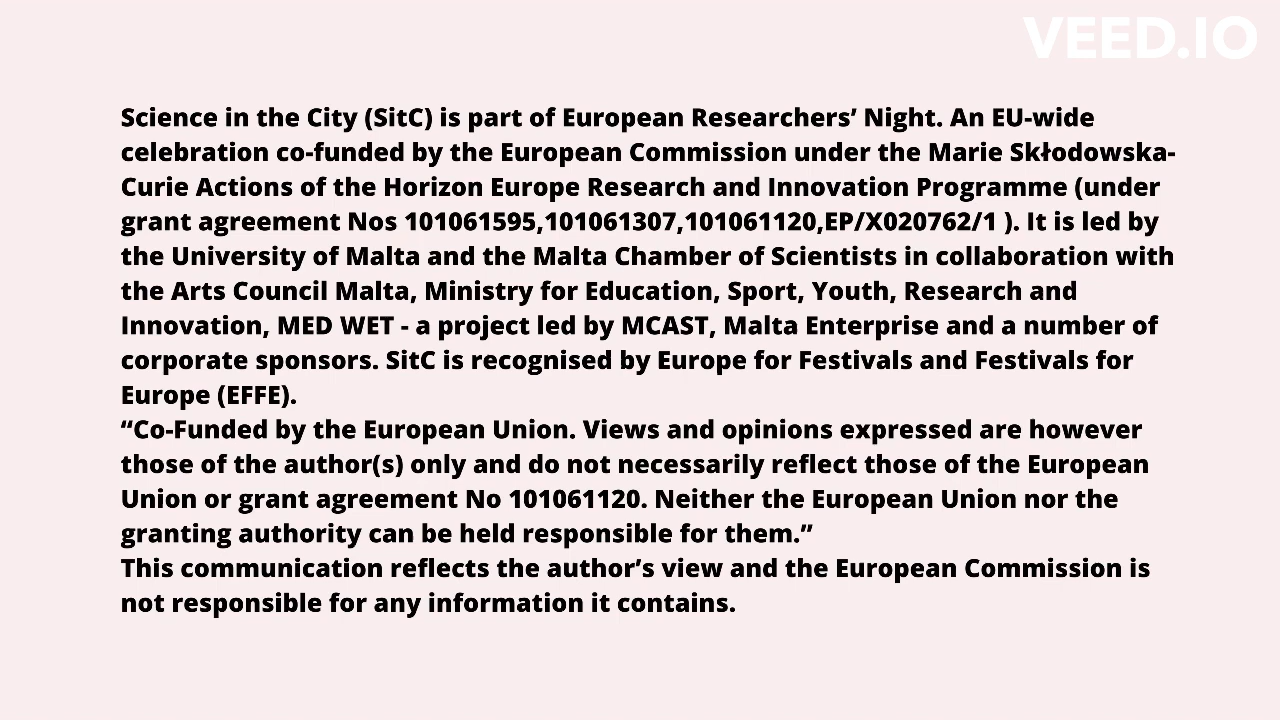 VEED.IO
Science in the City (SitC) is part of European Researchers’ Night. An EU-wide
celebration co-funded by the European Commission under the Marie Skłodowska-
Curie Actions of the Horizon Europe Research and Innovation Programme (under
grant agreement Nos 101061595,101061307,101061120,EP/X020762/1 ). It is led by
the University of Malta and the Malta Chamber of Scientists in collaboration with
the Arts Council Malta, Ministry for Education, Sport, Youth, Research and
Innovation, MED WET - a project led by MCAST, Malta Enterprise and a number of
corporate sponsors. SitC is recognised by Europe for Festivals and Festivals for
Europe (EFFE).
“Co-Funded by the European Union. Views and opinions expressed are however
those of the author(s) only and do not necessarily reflect those of the European
Union or grant agreement No 101061120. Neither the European Union nor the
granting authority can be held responsible for them.”
This communication reflects the author’s view and the European Commission is
not responsible for any information it contains.